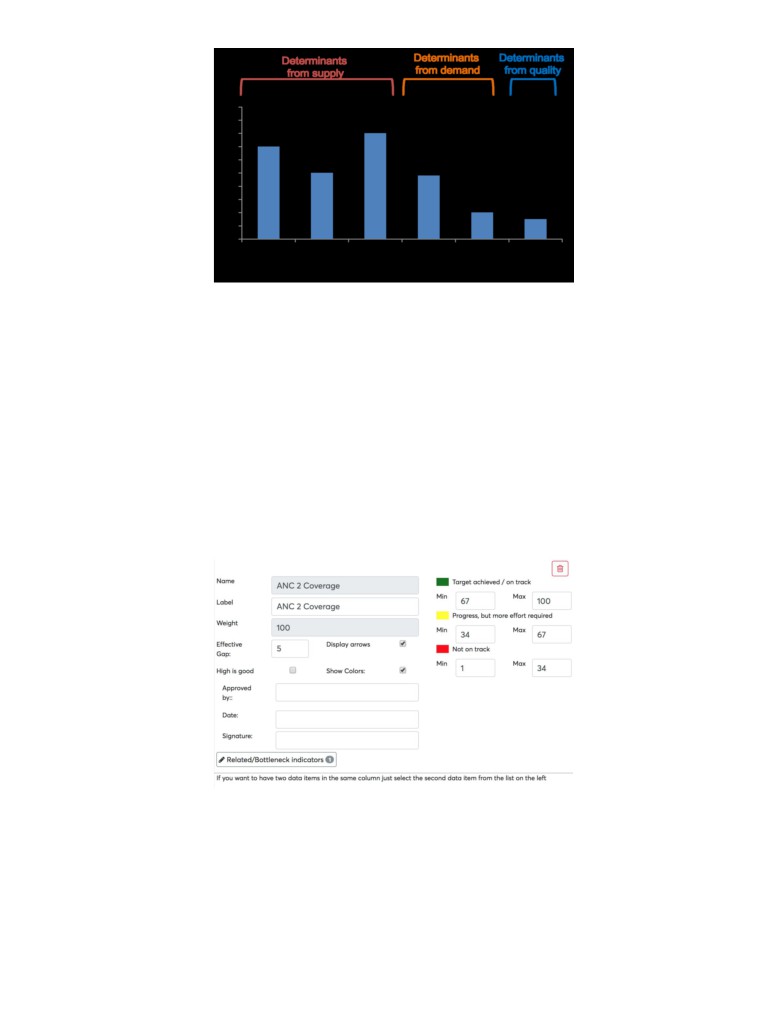 Determinants
from supply
Determinants
from demand
Determinants
from quality
Name
ANC 2 Coverage
Label
ANC 2 Coverage
Weight
100
Effective
Gap:
5
Display arrows
High is good
Show Colors:
Approved
by::
Date:
Signature:
Related/Bottleneck indicators 1
Target achieved / on track
Min 67 Max 100
Progress, but more effort required
Min 34 Max 67
Not on track
Min 1 Max 34
If you want to have two data items in the same column just select the second data item from the list on the left